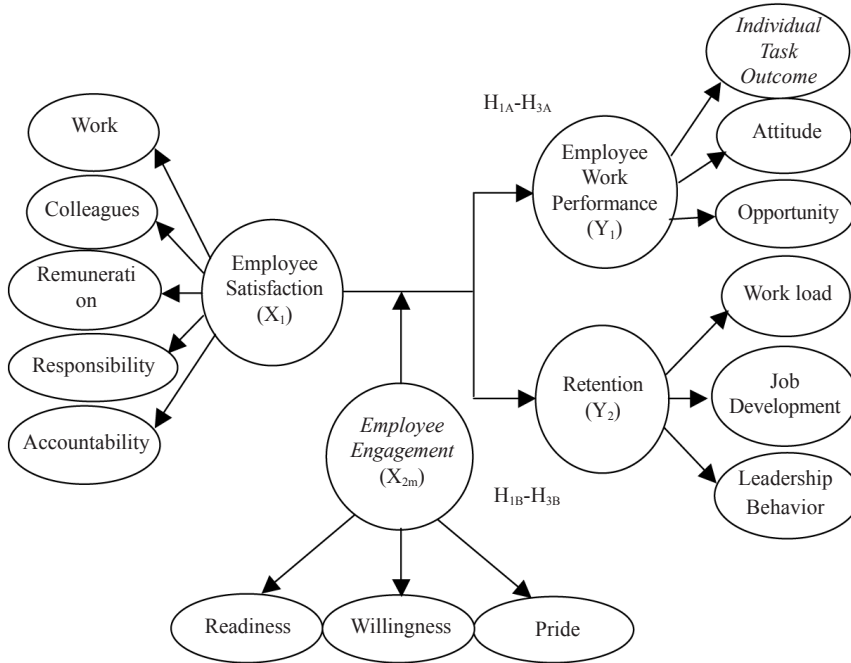 Individual
Task
Outcome
H1A-H3A
Work
Employee
Work
Performance
(Y1)
Attitude
Colleagues
Opportunity
Employee
Satisfaction
(X1)
Remunerati
on
Work load
Responsibility
Retention
(Y2)
Job
Development
Accountability
Employee
Engagement
(X2m)
Leadership
Behavior
H1B-H3B
Readiness
Willingness
Pride